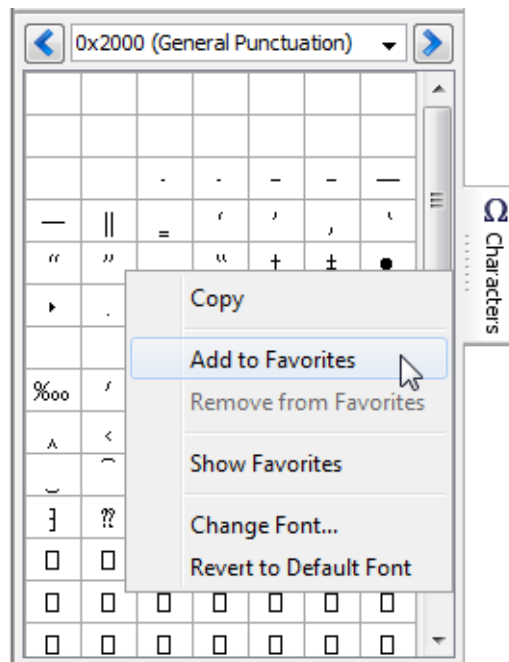 0x2000 (General Punctuation)
‐ ‑ ‒ – —
― ‖ ‗ ‘ ’ ‚ ‛
“ ” ‟ † ‡ •
‣ ․
‱ ′
‸ ‹
‿ ⁀
⁆ ⁇
Copy
Add to Favorites
Remove from Favorites
Show Favorites
Change Font...
Revert to Default Font
Ω Characters